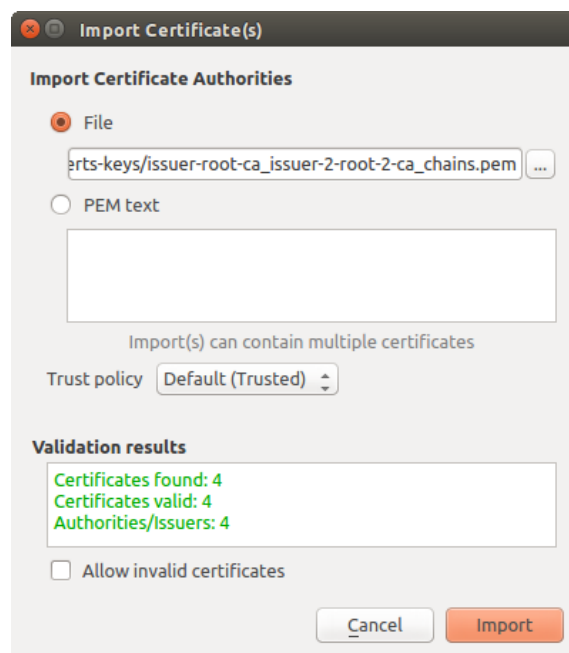 Import Certificate(s)
Import Certificate Authorities
File
erts-keys/issuer-root-ca_issuer-2-root-2-ca_chains.pem ...
PEM text
Import(s) can contain multiple certificates
Trust policy Default (Trusted)
Validation results
Certificates found: 4
Certificates valid: 4
Authorities/Issuers: 4
Allow invalid certificates
Cancel Import